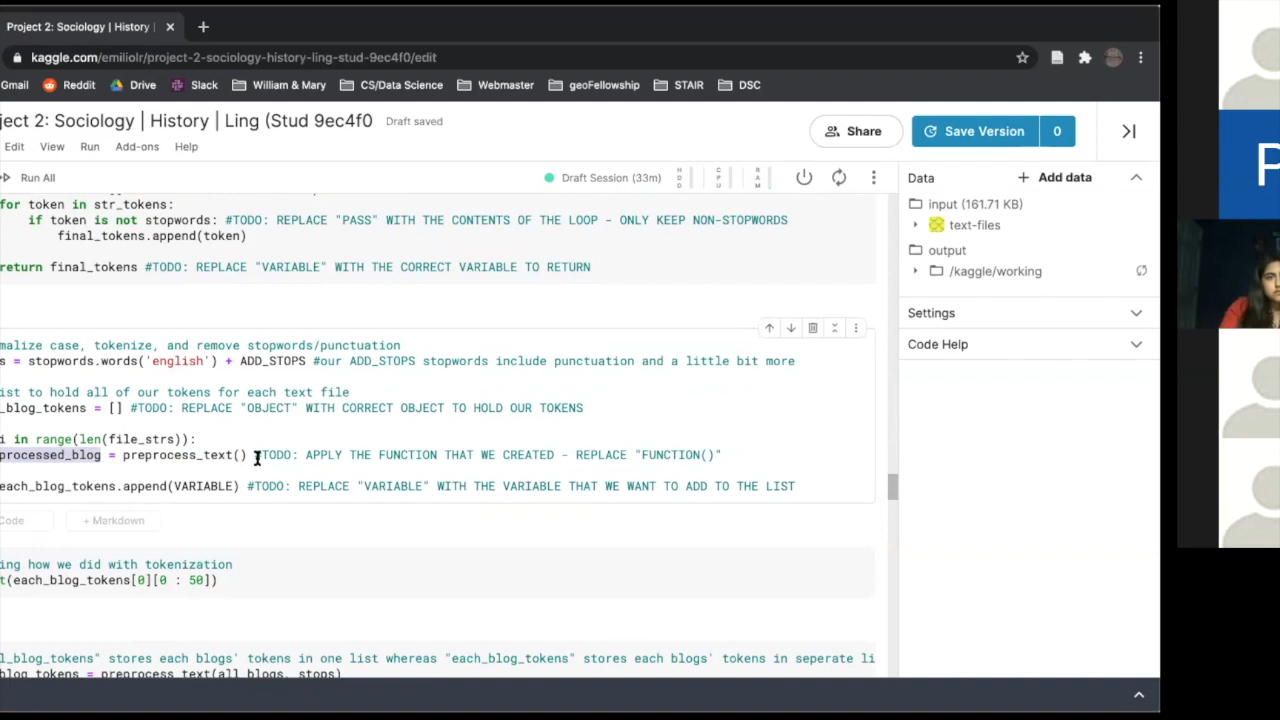 Project 2: Sociology | History |
kaggle.com/emiliolr/project-2-sociology-history-ling-stud-9ec4f0/edit
Gmail Reddit Drive Slack William & Mary CS/Data Science Webmaster geoFellowship STAIR DSC
ject 2: Sociology | History | Ling (Stud 9ec4f0 Draft saved
Share Save Version 0
Edit View Run Add-ons Help
Run All Draft Session (33m) HDD CPU RAM
Data + Add data
input (161.71 KB)
text-files
output
/kaggle/working
Settings
Code Help
for token in str_tokens:
if token is not stopwords: #TODO: REPLACE "PASS" WITH THE CONTENTS OF THE LOOP - ONLY KEEP NON-STOPWORDS
final_tokens.append(token)
return final_tokens #TODO: REPLACE "VARIABLE" WITH THE CORRECT VARIABLE TO RETURN
malize case, tokenize, and remove stopwords/punctuation
s = stopwords.words('english') + ADD_STOPS #our ADD_STOPS stopwords include punctuation and a little bit more
ist to hold all of our tokens for each text file
_blog_tokens = [] #TODO: REPLACE "OBJECT" WITH CORRECT OBJECT TO HOLD OUR TOKENS
i in range(len(file_strs)):
processed_blog = preprocess_text() #TODO: APPLY THE FUNCTION THAT WE CREATED - REPLACE "FUNCTION()"
each_blog_tokens.append(VARIABLE) #TODO: REPLACE "VARIABLE" WITH THE VARIABLE THAT WE WANT TO ADD TO THE LIST
Code + Markdown
ing how we did with tokenization
t(each_blog_tokens[0][0 : 50])
l_blog_tokens" stores each blogs' tokens in one list whereas "each_blog_tokens" stores each blogs' tokens in seperate li
blog_tokens = preprocess_text(all_blogs, stops)
P